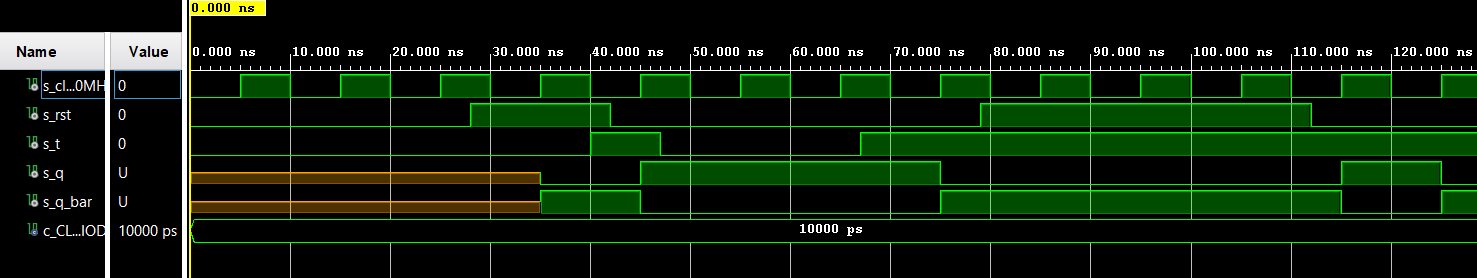 0.000 ns
Name
Value
0.000 ns 10.000 ns 20.000 ns 30.000 ns 40.000 ns 50.000 ns 10.000 ns 70.000 ns 80.000 ns 90.000 ns 100.000 ns 110.000 ns 120.000 ns
s_cl...0MH 0
s_rst 0
s_t 0
s_q U
s_q_bar U
c_CL...IOD 10000 ps
10000 ps